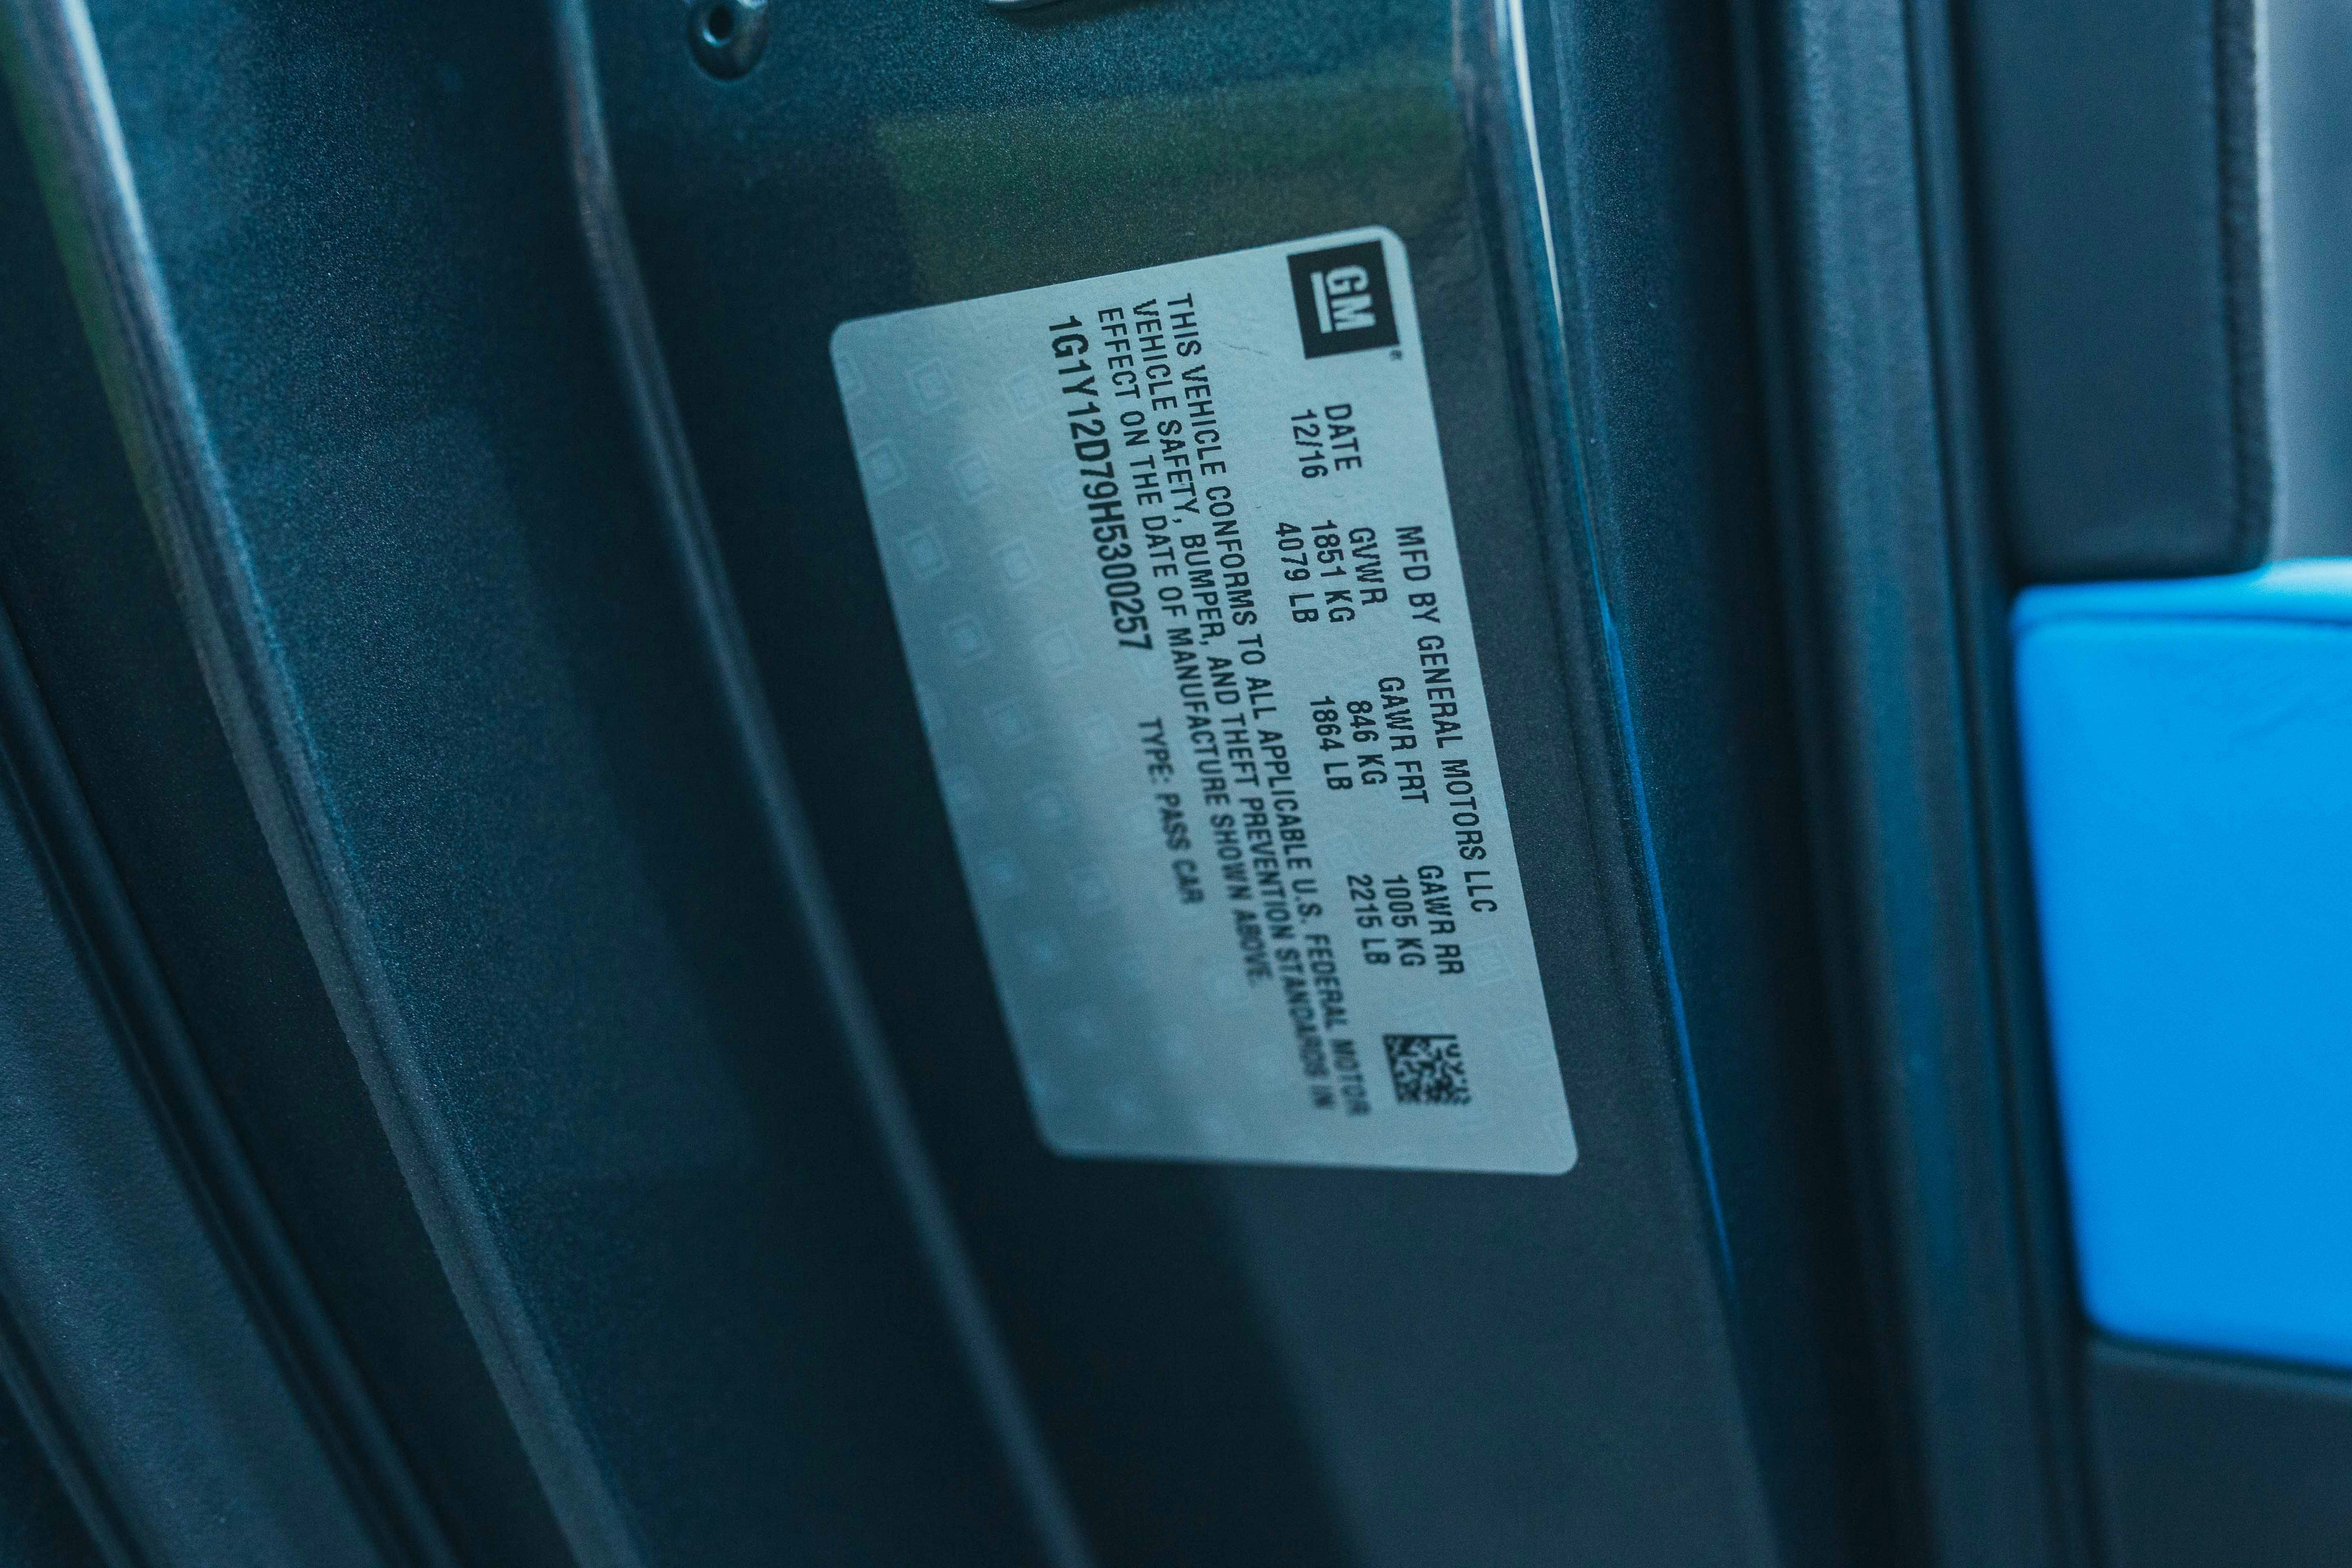 GM
MFD BY GENERAL MOTORS LLC
DATE GVWR GAWR FRT GAWR RR
12/16 1851 KG 846 KG 1005 KG
4079 LB 1864 LB 2215 LB
THIS VEHICLE CONFORMS TO ALL APPLICABLE U.S. FEDERAL MOTOR
VEHICLE SAFETY, BUMPER, AND THEFT PREVENTION STANDARDS IN
EFFECT ON THE DATE OF MANUFACTURE SHOWN ABOVE.
1G1Y12D79H5300257 TYPE: PASS CAR